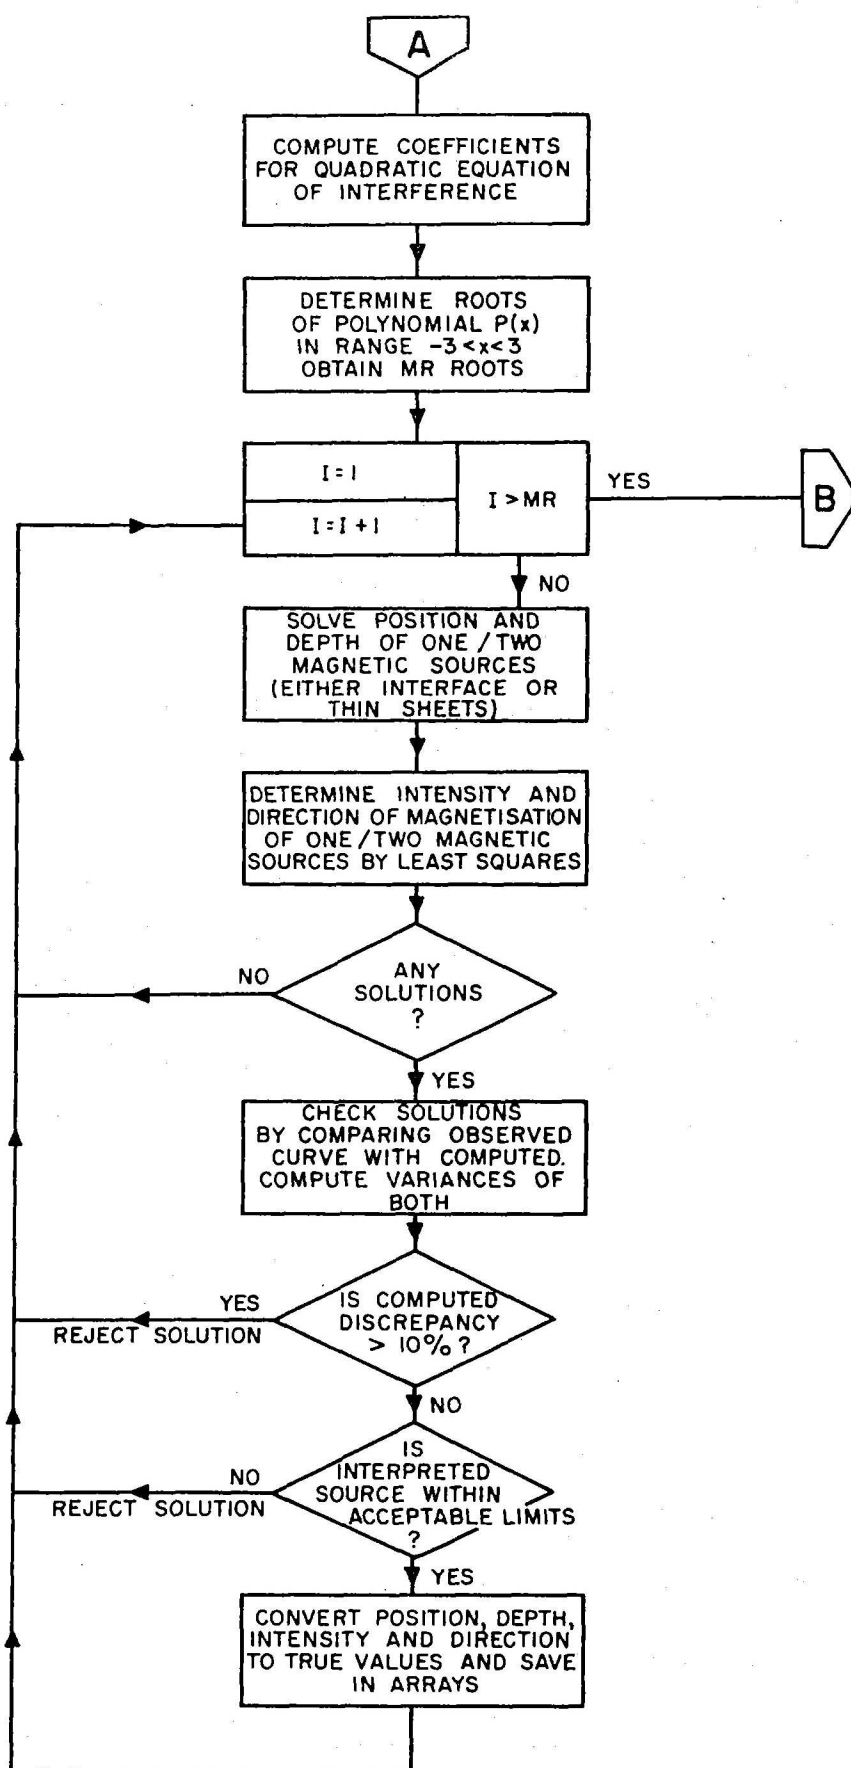 A
COMPUTE COEFFICIENTS
FOR QUADRATIC EQUATION
OF INTERFERENCE
DETERMINE ROOTS
OF POLYNOMIAL P(x)
IN RANGE -3<x<3
OBTAIN MR ROOTS
I=1
I=I+1
I>MR
YES
B
NO
SOLVE POSITION AND
DEPTH OF ONE/TWO
MAGNETIC SOURCES
(EITHER INTERFACE OR
THIN SHEETS)
DETERMINE INTENSITY AND
DIRECTION OF MAGNETISATION
OF ONE/TWO MAGNETIC
SOURCES BY LEAST SQUARES
NO
ANY
SOLUTIONS
?
YES
CHECK SOLUTIONS
BY COMPARING OBSERVED
CURVE WITH COMPUTED.
COMPUTE VARIANCES OF
BOTH
YES
REJECT SOLUTION
IS COMPUTED
DISCREPANCY
> 10%?
NO
NO
REJECT SOLUTION
IS
INTERPRETED
SOURCE WITHIN
ACCEPTABLE LIMITS
?
YES
CONVERT POSITION, DEPTH,
INTENSITY AND DIRECTION
TO TRUE VALUES AND SAVE
IN ARRAYS